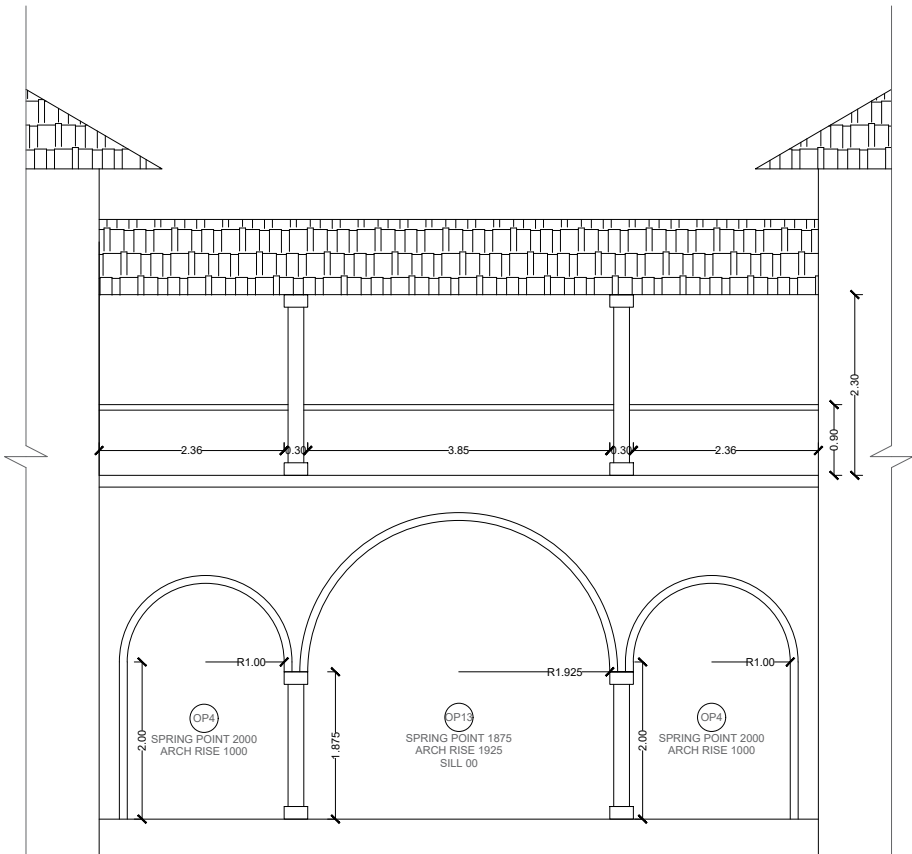 2.30
0.90
2.36
0.30
3.85
0.30
2.36
R1.00
R1.925
R1.00
2.00
OP4
SPRING POINT 2000
ARCH RISE 1000
1.875
OP13
SPRING POINT 1875
ARCH RISE 1925
SILL 00
2.00
OP4
SPRING POINT 2000
ARCH RISE 1000